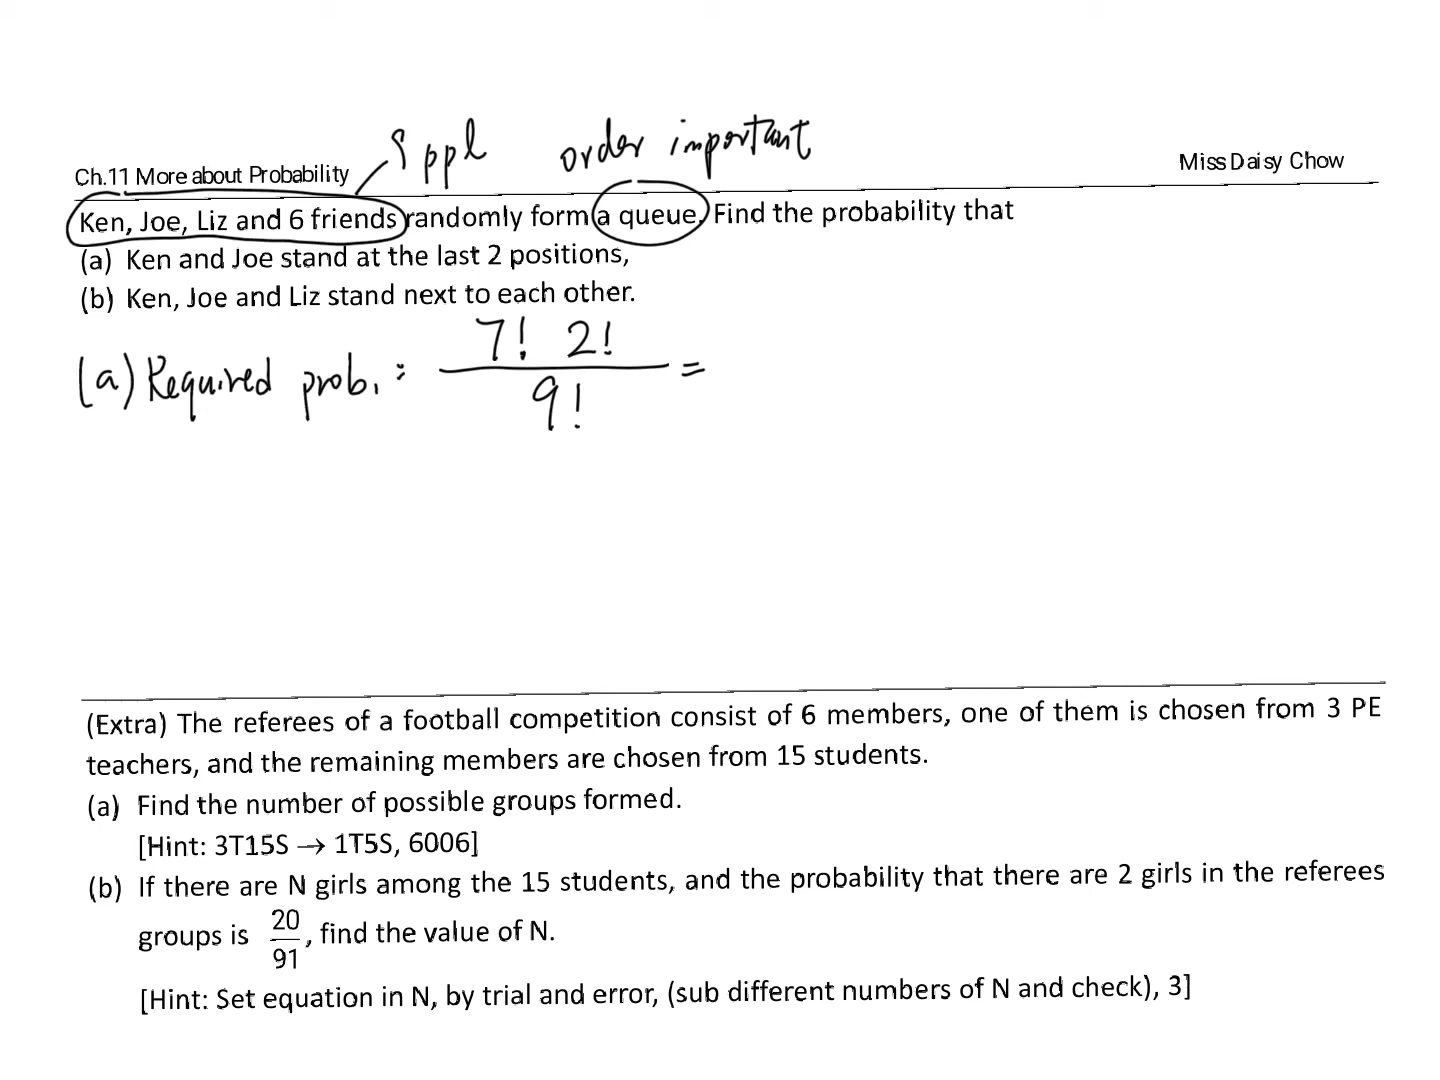 9 ppl order important
Ch.11 More about Probability Miss Daisy Chow
Ken, Joe, Liz and 6 friends randomly form a queue. Find the probability that
(a) Ken and Joe stand at the last 2 positions,
(b) Ken, Joe and Liz stand next to each other.
(a) Required prob. = 7! 2! / 9! =
(Extra) The referees of a football competition consist of 6 members, one of them is chosen from 3 PE
teachers, and the remaining members are chosen from 15 students.
(a) Find the number of possible groups formed.
[Hint: 3T15S → 1T5S, 6006]
(b) If there are N girls among the 15 students, and the probability that there are 2 girls in the referees
groups is 20/91, find the value of N.
[Hint: Set equation in N, by trial and error, (sub different numbers of N and check), 3]